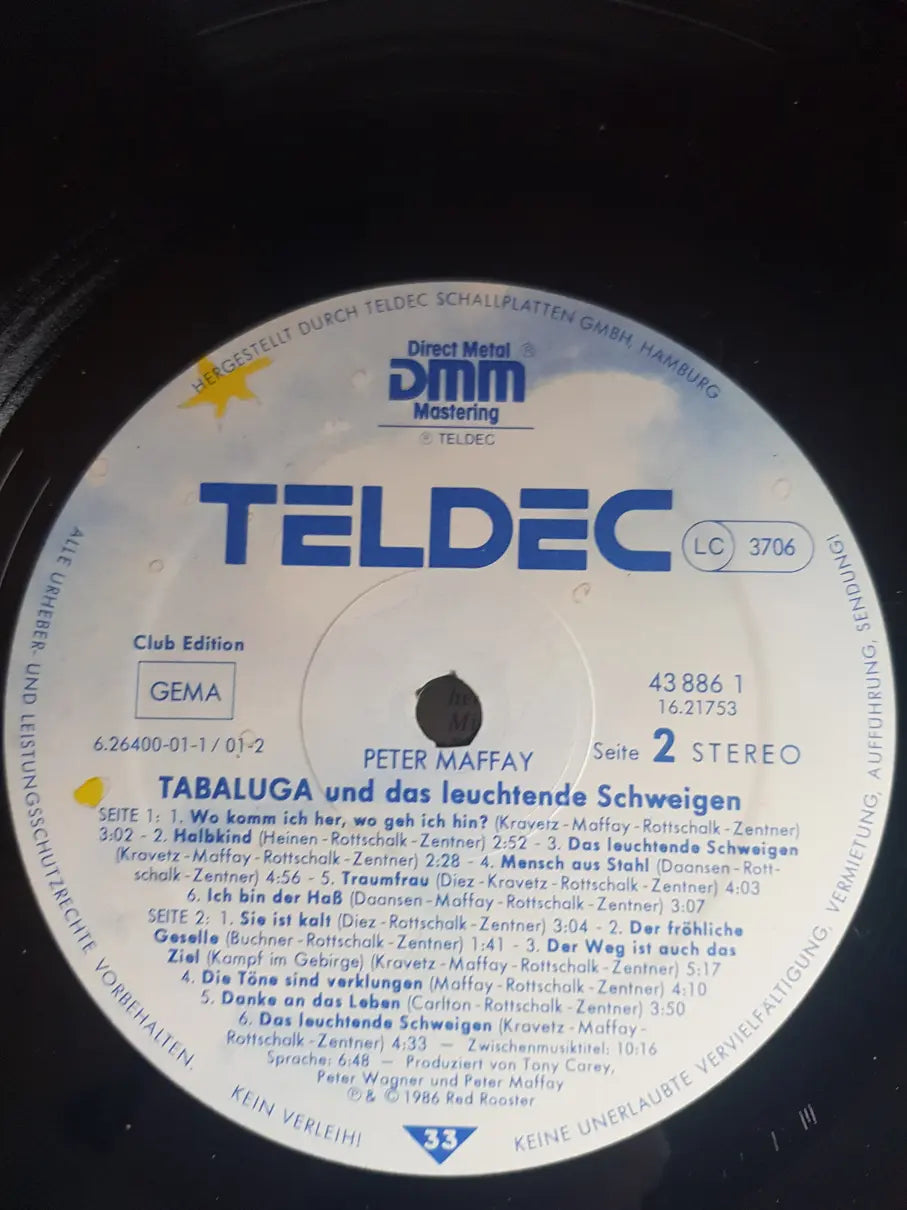 HERGESTELLT DURCH TELDEC SCHALLPLATTEN GMBH, HAMBURG
Direct Metal ®
DMM
Mastering
℗ TELDEC
TELDEC
LC 3706
Club Edition
GEMA
43 886 1
16.21753
6.26400-01-1 / 01-2
Seite 2 STEREO
PETER MAFFAY
TABALUGA und das leuchtende Schweigen
SEITE 1: 1. Wo komm ich her, wo geh ich hin? (Kravetz - Maffay - Rottschalk - Zentner)
3:02 - 2. Halbkind (Heinen - Rottschalk - Zentner) 2:52 - 3. Das leuchtende Schweigen
(Kravetz - Maffay - Rottschalk - Zentner) 2:28 - 4. Mensch aus Stahl (Daansen - Rott-
schalk - Zentner) 4:56 - 5. Traumfrau (Diez - Kravetz - Rottschalk - Zentner) 4:03
6. Ich bin der Haß (Daansen - Maffay - Rottschalk - Zentner) 3:07
SEITE 2: 1. Sie ist kalt (Diez - Rottschalk - Zentner) 3:04 - 2. Der fröhliche
Geselle (Buchner - Rottschalk - Zentner) 1:41 - 3. Der Weg ist auch das
Ziel (Kampf im Gebirge) (Kravetz - Maffay - Rottschalk - Zentner) 5:17
4. Die Töne sind verklungen (Maffay - Rottschalk - Zentner) 4:10
5. Danke an das Leben (Carlton - Rottschalk - Zentner) 3:50
6. Das leuchtende Schweigen (Kravetz - Maffay -
Rottschalk - Zentner) 4:33 — Zwischenmusiktitel: 10:16
Sprache: 6:48 — Produziert von Tony Carey,
Peter Wagner und Peter Maffay
℗ & © 1986 Red Rooster
33
ALLE URHEBER- UND LEISTUNGSSCHUTZRECHTE VORBEHALTEN.
KEIN VERLEIH!
KEINE UNERLAUBTE VERVIELFÄLTIGUNG, VERMIETUNG, AUFFÜHRUNG, SENDUNG!